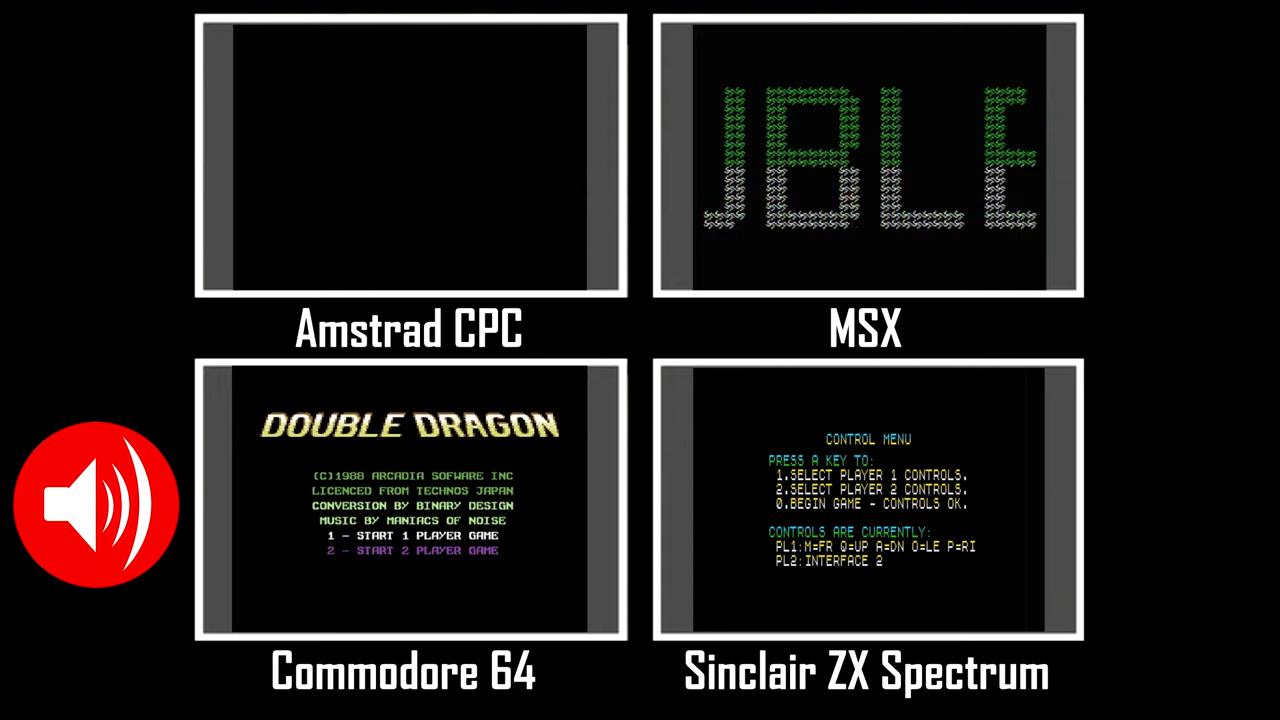 UBLE
Amstrad CPC
MSX
DOUBLE DRAGON
(C)1988 ARCADIA SOFWARE INC
LICENCED FROM TECHNOS JAPAN
CONVERSION BY BINARY DESIGN
MUSIC BY MANIACS OF NOISE
1 - START 1 PLAYER GAME
2 - START 2 PLAYER GAME
CONTROL MENU
PRESS A KEY TO:
1.SELECT PLAYER 1 CONTROLS.
2.SELECT PLAYER 2 CONTROLS.
0.BEGIN GAME - CONTROLS OK.
CONTROLS ARE CURRENTLY:
PL1:M=FR Q=UP A=DN O=LE P=RI
PL2:INTERFACE 2
Commodore 64
Sinclair ZX Spectrum